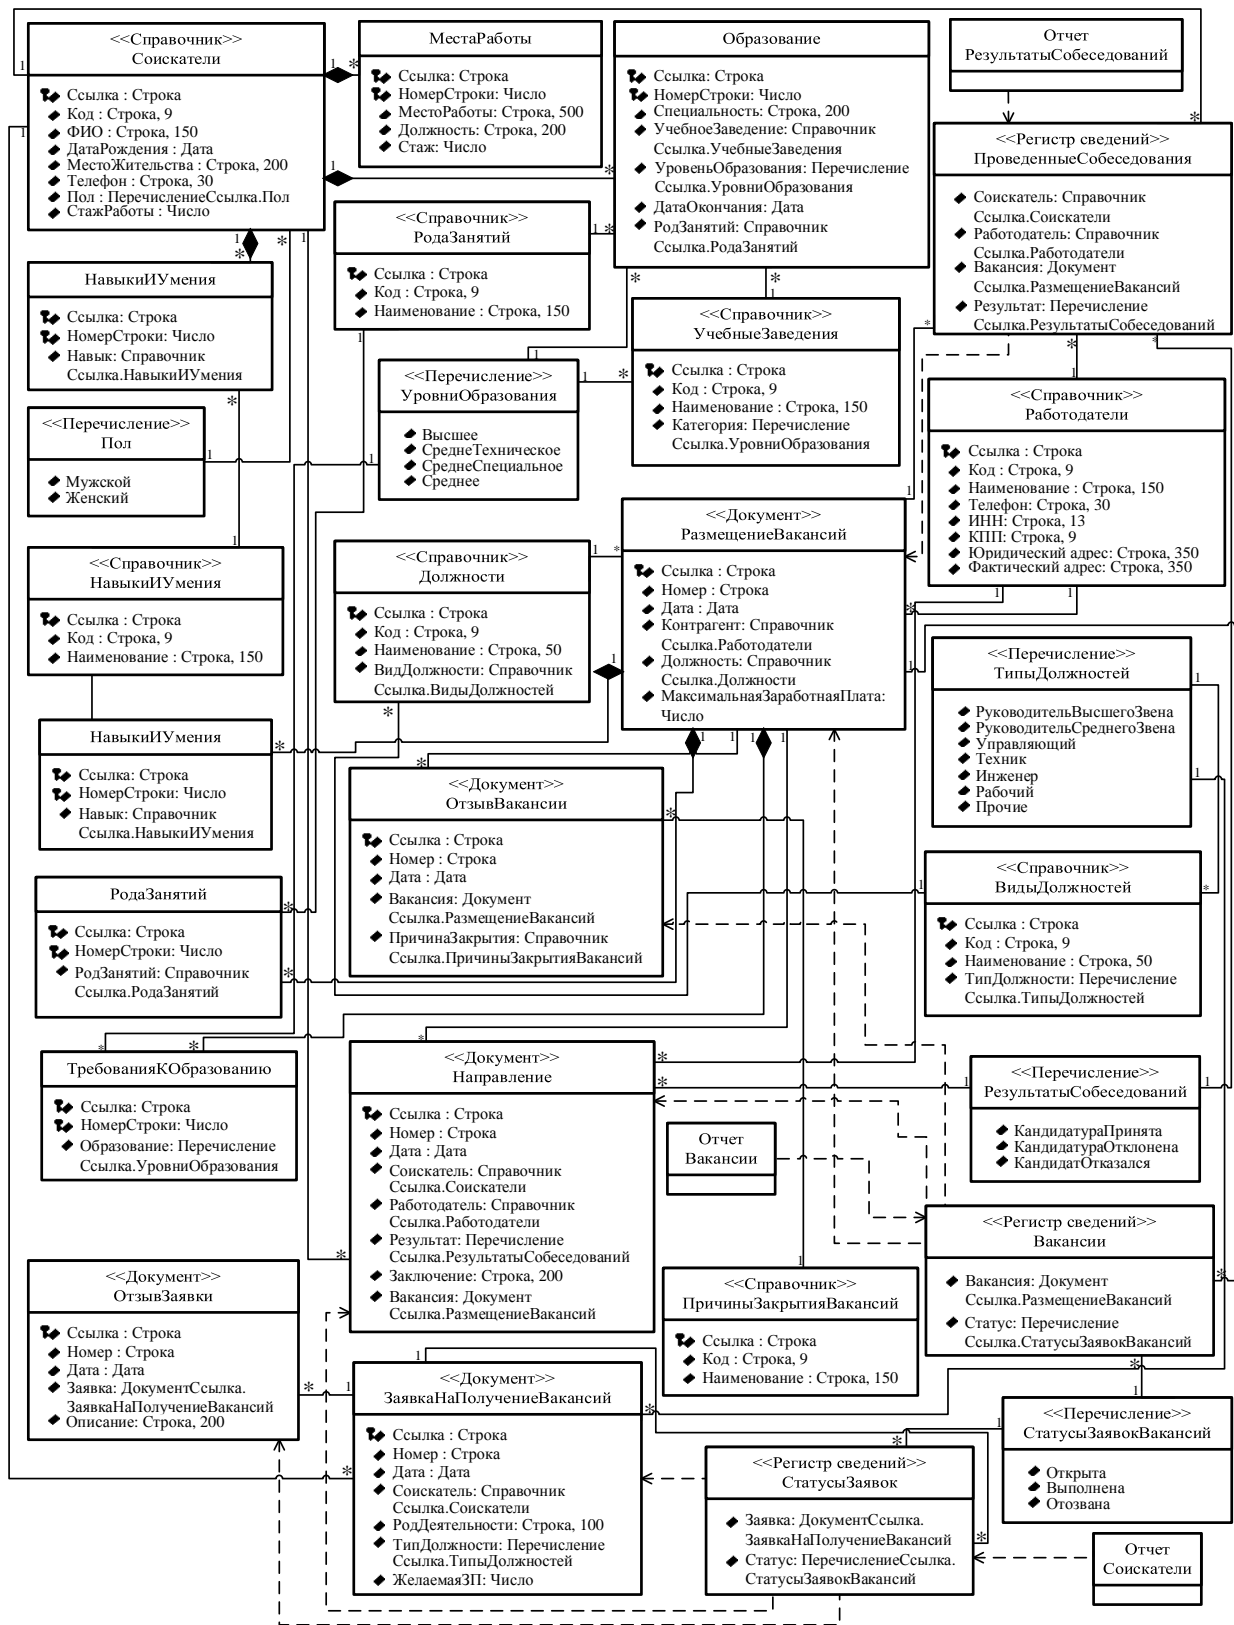 <<Справочник>>
Соискатели
Ссылка : Строка
Код : Строка, 9
ФИО : Строка, 150
ДатаРождения : Дата
МестоЖительства : Строка, 200
Телефон : Строка, 30
Пол : ПеречислениеСсылка.Пол
СтажРаботы : Число
МестаРаботы
Ссылка: Строка
НомерСтроки: Число
МестоРаботы: Строка, 500
Должность: Строка, 200
Стаж: Число
Образование
Ссылка: Строка
НомерСтроки: Число
Специальность: Строка, 200
УчебноеЗаведение: Справочник
Ссылка.УчебныеЗаведения
УровеньОбразования: Перечисление
Ссылка.УровниОбразования
ДатаОкончания: Дата
РодЗанятий: Справочник
Ссылка.РодаЗанятий
Отчет
РезультатыСобеседований
<<Регистр сведений>>
ПроведенныеСобеседования
Соискатель: Справочник
Ссылка.Соискатели
Работодатель: Справочник
Ссылка.Работодатели
Вакансия: Документ
Ссылка.РазмещениеВакансий
Результат: Перечисление
Ссылка.РезультатыСобеседований
<<Справочник>>
РодаЗанятий
Ссылка : Строка
Код : Строка, 9
Наименование : Строка, 150
НавыкиИУмения
Ссылка: Строка
НомерСтроки: Число
Навык: Справочник
Ссылка.НавыкиИУмения
<<Справочник>>
УчебныеЗаведения
Ссылка : Строка
Код : Строка, 9
Наименование : Строка, 150
Категория: Перечисление
Ссылка.УровниОбразования
<<Перечисление>>
УровниОбразования
Высшее
СреднеТехническое
СреднеСпециальное
Среднее
<<Перечисление>>
Пол
Мужской
Женский
<<Справочник>>
Работодатели
Ссылка: Строка
Код : Строка, 9
Наименование : Строка, 150
Телефон: Строка, 30
ИНН: Строка, 13
КПП: Строка, 9
Юридический адрес: Строка, 350
Фактический адрес: Строка, 350
<<Документ>>
РазмещениеВакансий
Ссылка : Строка
Номер : Строка
Дата : Дата
Контрагент: Справочник
Ссылка.Работодатели
Должность: Справочник
Ссылка.Должности
МаксимальнаяЗаработнаяПлата:
Число
<<Справочник>>
Должности
Ссылка: Строка
Код : Строка, 9
Наименование : Строка, 50
ВидДолжности: Справочник
Ссылка.ВидыДолжностей
<<Справочник>>
НавыкиИУмения
Ссылка : Строка
Код : Строка, 9
Наименование : Строка, 150
<<Перечисление>>
ТипыДолжностей
РуководительВысшегоЗвена
РуководительСреднегоЗвена
Управляющий
Техник
Инженер
Рабочий
Прочие
НавыкиИУмения
Ссылка: Строка
НомерСтроки: Число
Навык: Справочник
Ссылка.НавыкиИУмения
<<Документ>>
ОтзывВакансии
Ссылка : Строка
Номер : Строка
Дата : Дата
Вакансия: Документ
Ссылка.РазмещениеВакансий
ПричинаЗакрытия: Справочник
Ссылка.ПричиныЗакрытияВакансий
<<Справочник>>
ВидыДолжностей
Ссылка : Строка
Код : Строка, 9
Наименование : Строка, 50
ТипДолжности: Перечисление
Ссылка.ТипыДолжностей
РодаЗанятий
Ссылка: Строка
НомерСтроки: Число
РодЗанятий: Справочник
Ссылка.РодаЗанятий
ТребованияКОбразованию
Ссылка: Строка
НомерСтроки: Число
Образование: Перечисление
Ссылка.УровниОбразования
<<Документ>>
Направление
Ссылка : Строка
Номер : Строка
Дата : Дата
Соискатель: Справочник
Ссылка.Соискатели
Работодатель: Справочник
Ссылка.Работодатели
Результат: Перечисление
Ссылка.РезультатыСобеседований
Заключение: Строка, 200
Вакансия: Документ
Ссылка.РазмещениеВакансий
<<Перечисление>>
РезультатыСобеседований
КандидатураПринята
КандидатураОтклонена
КандидатОтказался
Отчет
Вакансии
<<Регистр сведений>>
Вакансии
Вакансия: Документ
Ссылка.РазмещениеВакансий
Статус: Перечисление
Ссылка.СтатусыЗаявокВакансий
<<Документ>>
ОтзывЗаявки
Ссылка : Строка
Номер : Строка
Дата : Дата
Заявка: ДокументСсылка.
ЗаявкаНаПолучениеВакансий
Описание: Строка, 200
<<Справочник>>
ПричиныЗакрытияВакансий
Ссылка : Строка
Код : Строка, 9
Наименование : Строка, 150
<<Документ>>
ЗаявкаНаПолучениеВакансий
Ссылка : Строка
Номер : Строка
Дата : Дата
Соискатель: Справочник
Ссылка.Соискатели
РодДеятельности: Строка, 100
ТипДолжности: Перечисление
Ссылка.ТипыДолжностей
ЖелаемаяЗП: Число
<<Перечисление>>
СтатусыЗаявокВакансий
Открыта
Выполнена
Отозвана
<<Регистр сведений>>
СтатусыЗаявок
Заявка: ДокументСсылка.
ЗаявкаНаПолучениеВакансий
Статус: ПеречислениеСсылка.
СтатусыЗаявокВакансий
Отчет
Соискатели